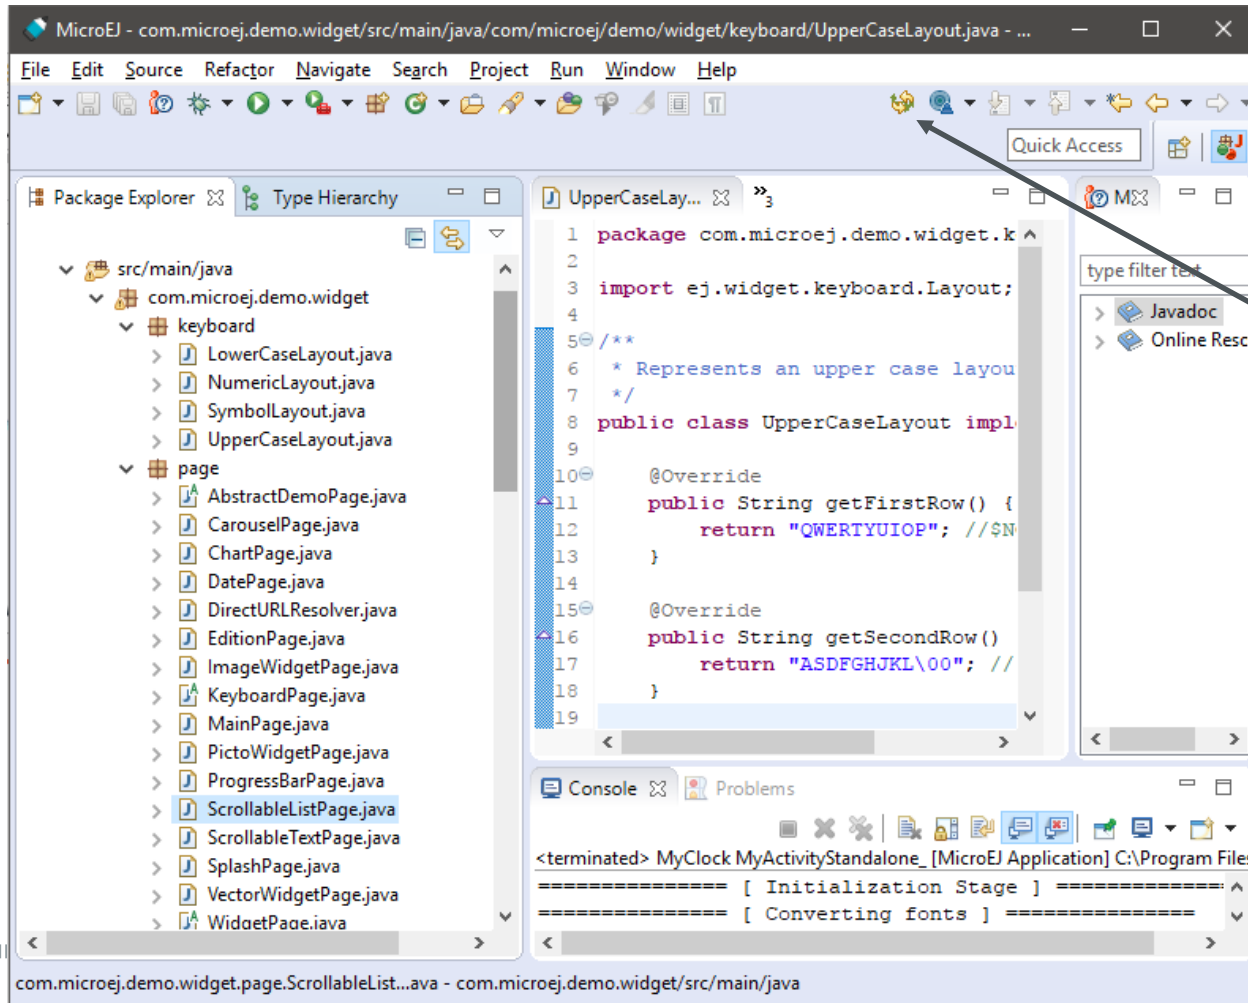 MicroEJ - com.microej.demo.widget/src/main/java/com/microej/demo/widget/keyboard/UpperCaseLayout.java - ...
File Edit Source Refactor Navigate Search Project Run Window Help
Quick Access
Package Explorer Type Hierarchy
src/main/java
com.microej.demo.widget
keyboard
LowerCaseLayout.java
NumericLayout.java
SymbolLayout.java
UpperCaseLayout.java
page
AbstractDemoPage.java
CarouselPage.java
ChartPage.java
DatePage.java
DirectURLResolver.java
EditionPage.java
ImageWidgetPage.java
KeyboardPage.java
MainPage.java
PictoWidgetPage.java
ProgressBarPage.java
ScrollableListPage.java
ScrollableTextPage.java
SplashPage.java
VectorWidgetPage.java
WidgetPage.java
UpperCaseLay... »3
1 package com.microej.demo.widget.k
2
3 import ej.widget.keyboard.Layout;
4
5 /**
6 * Represents an upper case layou
7 */
8 public class UpperCaseLayout impl
9
10 @Override
11 public String getFirstRow() {
12 return "QWERTYUIOP"; //$N
13 }
14
15 @Override
16 public String getSecondRow()
17 return "ASDFGHJKL\00"; //
18 }
19
M
type filter text
Javadoc
Online Resc
Console Problems
<terminated> MyClock MyActivityStandalone_ [MicroEJ Application] C:\Program Files
=============== [ Initialization Stage ] =============
=============== [ Converting fonts ] ===============
com.microej.demo.widget.page.ScrollableList...ava - com.microej.demo.widget/src/main/java